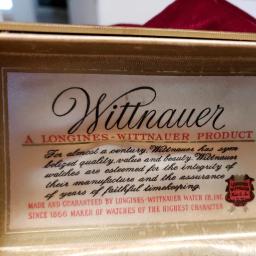 Wittnauer
A LONGINES-WITTNAUER PRODUCT
For almost a century, Wittnauer has sym
bolized quality, value and beauty. Wittnauer
watches are esteemed for the integrity of
their manufacture and the assurance
of years of faithful timekeeping.
MADE AND GUARANTEED BY LONGINES-WITTNAUER WATCH CO., INC.
SINCE 1866 MAKER OF WATCHES OF THE HIGHEST CHARACTER